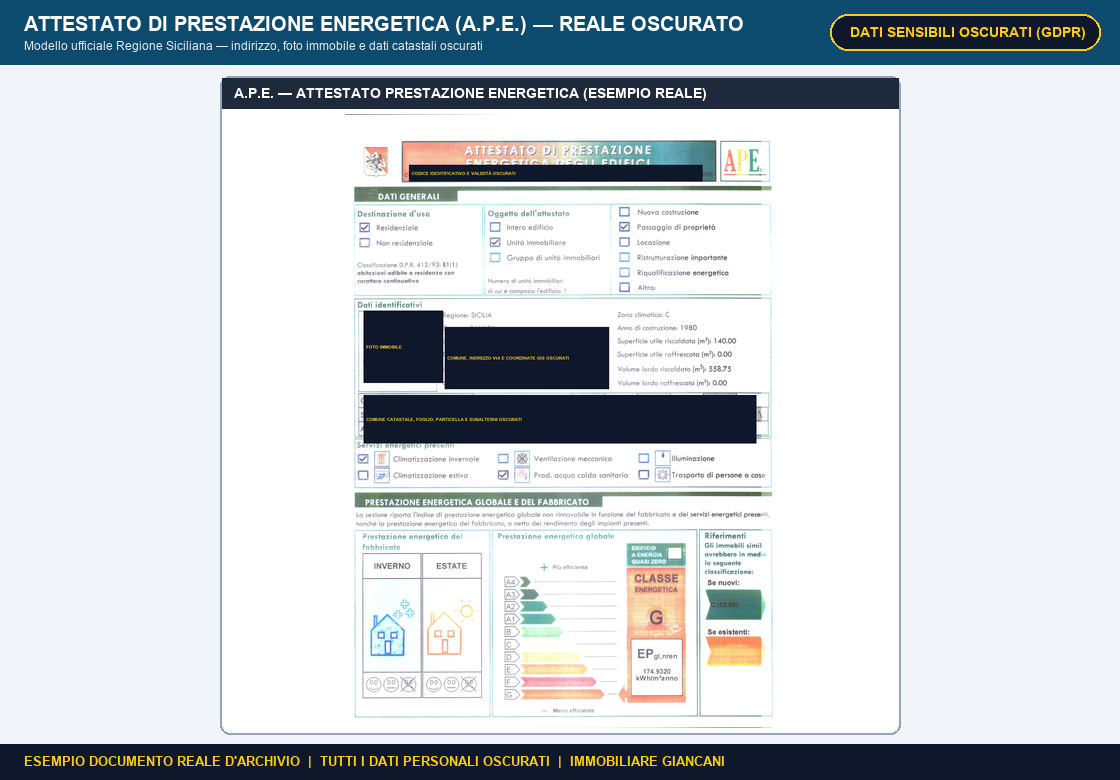 ATTESTATO DI PRESTAZIONE ENERGETICA (A.P.E.) — REALE OSCURATO
Modello ufficiale Regione Siciliana — indirizzo, foto immobile e dati catastali oscurati
DATI SENSIBILI OSCURATI (GDPR)
A.P.E. — ATTESTATO PRESTAZIONE ENERGETICA (ESEMPIO REALE)
ATTESTATO DI PRESTAZIONE
ENERGETICA DEGLI EDIFICI
APE
CODICE IDENTIFICATIVO E VALIDITÀ OSCURATI
DATI GENERALI
Destinazione d'uso
Residenziale
Non residenziale
Classificazione D.P.R. 412/93: E1(1)
abitazioni adibite a residenza con
carattere continuativo
Oggetto dell'attestato
Intero edificio
Unità immobiliare
Gruppo di unità immobiliari
Numero di unità immobiliari
di cui è composto l'edificio: 1
Nuova costruzione
Passaggio di proprietà
Locazione
Ristrutturazione importante
Riqualificazione energetica
Altro:
Dati identificativi
FOTO IMMOBILE
Regione: SICILIA
COMUNE, INDIRIZZO VIA E COORDINATE GIS OSCURATI
Zona climatica: C
Anno di costruzione: 1980
Superficie utile riscaldata (m²): 140.00
Superficie utile raffrescata (m²): 0.00
Volume lordo riscaldato (m³): 558.75
Volume lordo raffrescato (m³): 0.00
COMUNE CATASTALE, FOGLIO, PARTICELLA E SUBALTERNI OSCURATI
Servizi energetici presenti
Climatizzazione invernale
Ventilazione meccanica
Illuminazione
Climatizzazione estiva
Prod. acqua calda sanitaria
Trasporto di persone o cose
PRESTAZIONE ENERGETICA GLOBALE E DEL FABBRICATO
La sezione riporta l'indice di prestazione energetica globale non rinnovabile in funzione del fabbricato e dei servizi energetici presenti,
nonché la prestazione energetica del fabbricato, a netto dei rendimento degli impianti presenti.
Prestazione energetica del
fabbricato
INVERNO
ESTATE
Prestazione energetica globale
Più efficiente
A4
A3
A2
A1
B
C
D
E
F
G
Meno efficiente
EDIFICIO
A ENERGIA
QUASI ZERO
CLASSE
ENERGETICA
G
EPgl,nren
174.9320
kWh/m²anno
Riferimenti
Gli immobili simili
avrebbero in media
la seguente
classificazione:
Se nuovi:
Se esistenti:
ESEMPIO DOCUMENTO REALE D'ARCHIVIO | TUTTI I DATI PERSONALI OSCURATI | IMMOBILIARE GIANCANI